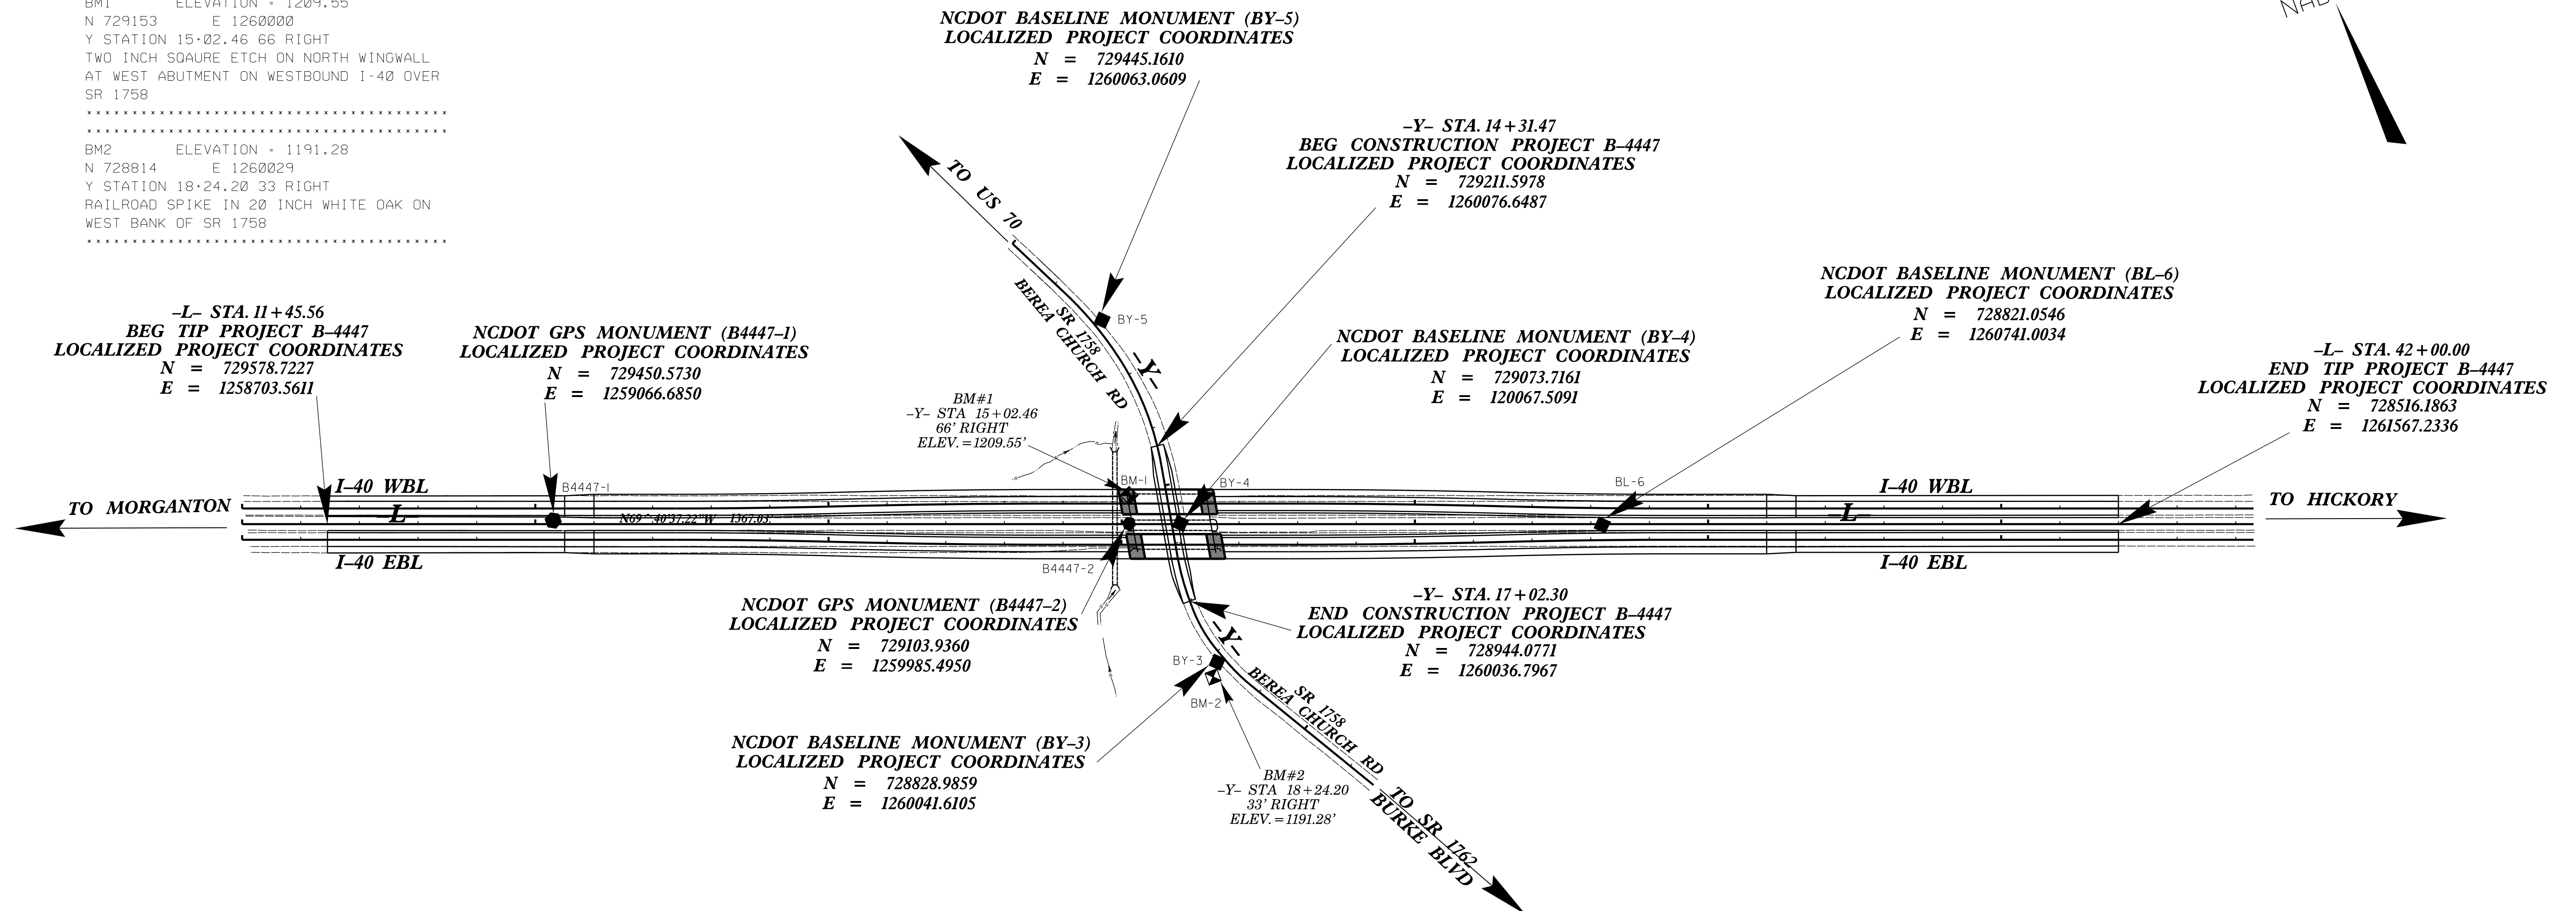 BM1 ELEVATION = 1209.55
N 729153 E 1260000
Y STATION 15+02.46 66 RIGHT
TWO INCH SQAURE ETCH ON NORTH WINGWALL
AT WEST ABUTMENT ON WESTBOUND I-40 OVER
SR 1758
BM2 ELEVATION = 1191.28
N 728814 E 1260029
Y STATION 18+24.20 33 RIGHT
RAILROAD SPIKE IN 20 INCH WHITE OAK ON
WEST BANK OF SR 1758
NCDOT BASELINE MONUMENT (BY-5)
LOCALIZED PROJECT COORDINATES
N = 729445.1610
E = 1260063.0609
-Y- STA. 14+31.47
BEG CONSTRUCTION PROJECT B-4447
LOCALIZED PROJECT COORDINATES
N = 729211.5978
E = 1260076.6487
NCDOT BASELINE MONUMENT (BL-6)
LOCALIZED PROJECT COORDINATES
N = 728821.0546
E = 1260741.0034
-L- STA. 11+45.56
BEG TIP PROJECT B-4447
LOCALIZED PROJECT COORDINATES
N = 729578.7227
E = 1258703.5611
NCDOT GPS MONUMENT (B4447-1)
LOCALIZED PROJECT COORDINATES
N = 729450.5730
E = 1259066.6850
NCDOT BASELINE MONUMENT (BY-4)
LOCALIZED PROJECT COORDINATES
N = 729073.7161
E = 120067.5091
-L- STA. 42+00.00
END TIP PROJECT B-4447
LOCALIZED PROJECT COORDINATES
N = 728516.1863
E = 1261567.2336
TO US 70
BY-5
SR 1758
BEREA CHURCH RD
-Y-
BM#1
-Y- STA 15+02.46
66' RIGHT
ELEV.=1209.55'
TO MORGANTON
I-40 WBL
B4447-1
BM-1
BY-4
BL-6
I-40 WBL
TO HICKORY
-L-
N69°40'37.22"W 1367.03
-L-
I-40 EBL
B4447-2
I-40 EBL
NCDOT GPS MONUMENT (B4447-2)
LOCALIZED PROJECT COORDINATES
N = 729103.9360
E = 1259985.4950
-Y- STA. 17+02.30
END CONSTRUCTION PROJECT B-4447
LOCALIZED PROJECT COORDINATES
N = 728944.0771
E = 1260036.7967
-Y-
BY-3
BM-2
SR 1758
BEREA CHURCH RD
NCDOT BASELINE MONUMENT (BY-3)
LOCALIZED PROJECT COORDINATES
N = 728828.9859
E = 1260041.6105
BM#2
-Y- STA 18+24.20
33' RIGHT
ELEV.=1191.28'
TO SR 1762
BURKE BLVD